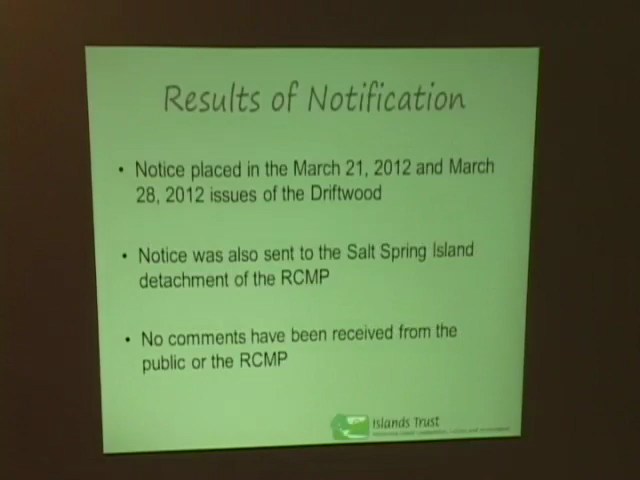 Results of Notification
• Notice placed in the March 21, 2012 and March
28, 2012 issues of the Driftwood
• Notice was also sent to the Salt Spring Island
detachment of the RCMP
• No comments have been received from the
public or the RCMP
Islands Trust